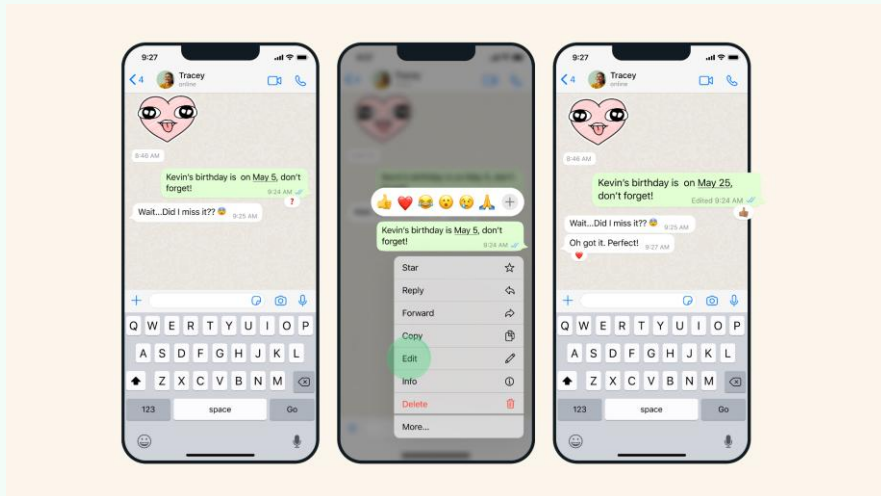 9:27
4
Tracey
online
8:46 AM
Kevin's birthday is on May 5, don't
forget!
9:24 AM
?
Wait...Did I miss it?? 9:25 AM
Q W E R T Y U I O P
A S D F G H J K L
Z X C V B N M
123 space Go
9:27
Kevin's birthday is May 5, don't
forget!
9:24 AM
Star
Reply
Forward
Copy
Edit
Info
Delete
More...
9:27
4
Tracey
online
8:46 AM
Kevin's birthday is on May 25,
don't forget!
Edited 9:24 AM
Wait...Did I miss it?? 9:25 AM
Oh got it. Perfect! 9:27 AM
Q W E R T Y U I O P
A S D F G H J K L
Z X C V B N M
123 space Go